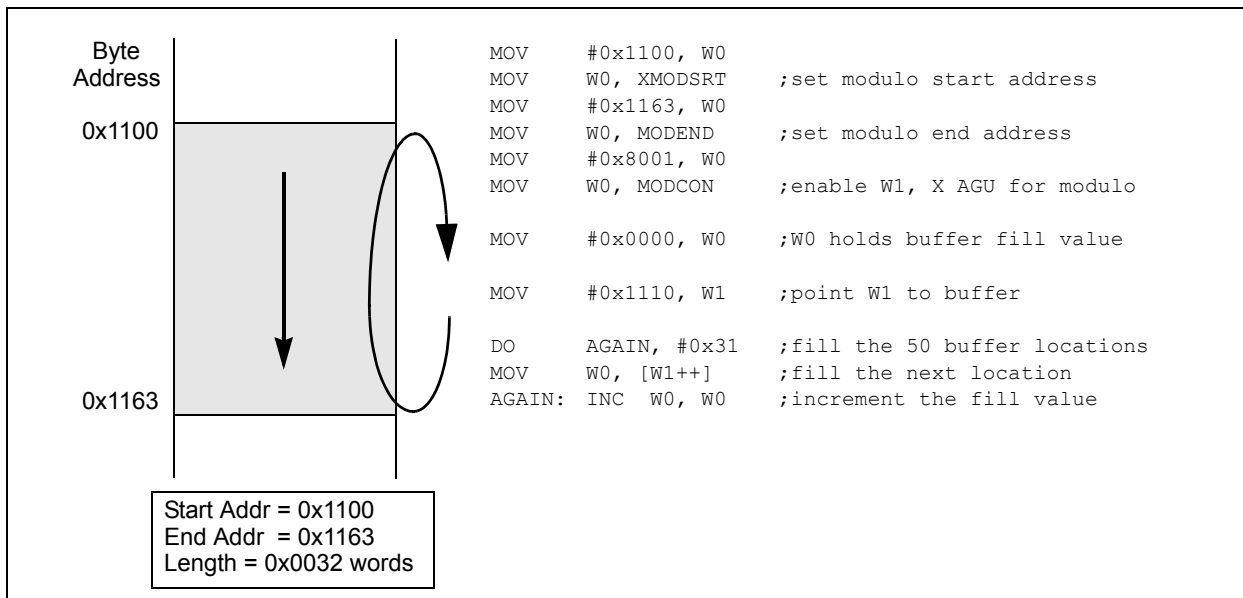 Byte
Address
0x1100
0x1163
Start Addr = 0x1100
End Addr  = 0x1163
Length = 0x0032 words
MOV      #0x1100, W0
MOV      W0, XMODSRT    ;set modulo start address
MOV      #0x1163, W0
MOV      W0, MODEND     ;set modulo end address
MOV      #0x8001, W0
MOV      W0, MODCON     ;enable W1, X AGU for modulo
MOV      #0x0000, W0    ;W0 holds buffer fill value
MOV      #0x1110, W1    ;point W1 to buffer
DO       AGAIN, #0x31   ;fill the 50 buffer locations
MOV      W0, [W1++]     ;fill the next location
AGAIN:   INC  W0, W0    ;increment the fill value